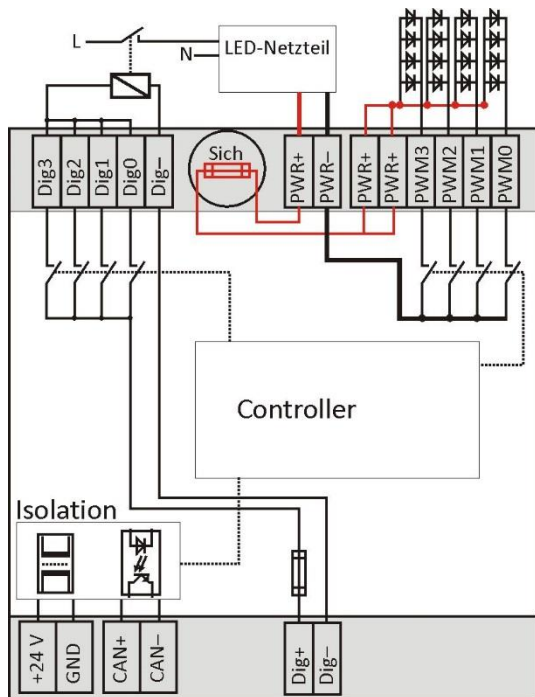 L
N
LED-Netzteil
Sich
Dig3
Dig2
Dig1
Dig0
Dig–
PWR+
PWR–
PWR+
PWR+
PWM3
PWM2
PWM1
PWM0
Controller
Isolation
+24 V
GND
CAN+
CAN–
Dig+
Dig–